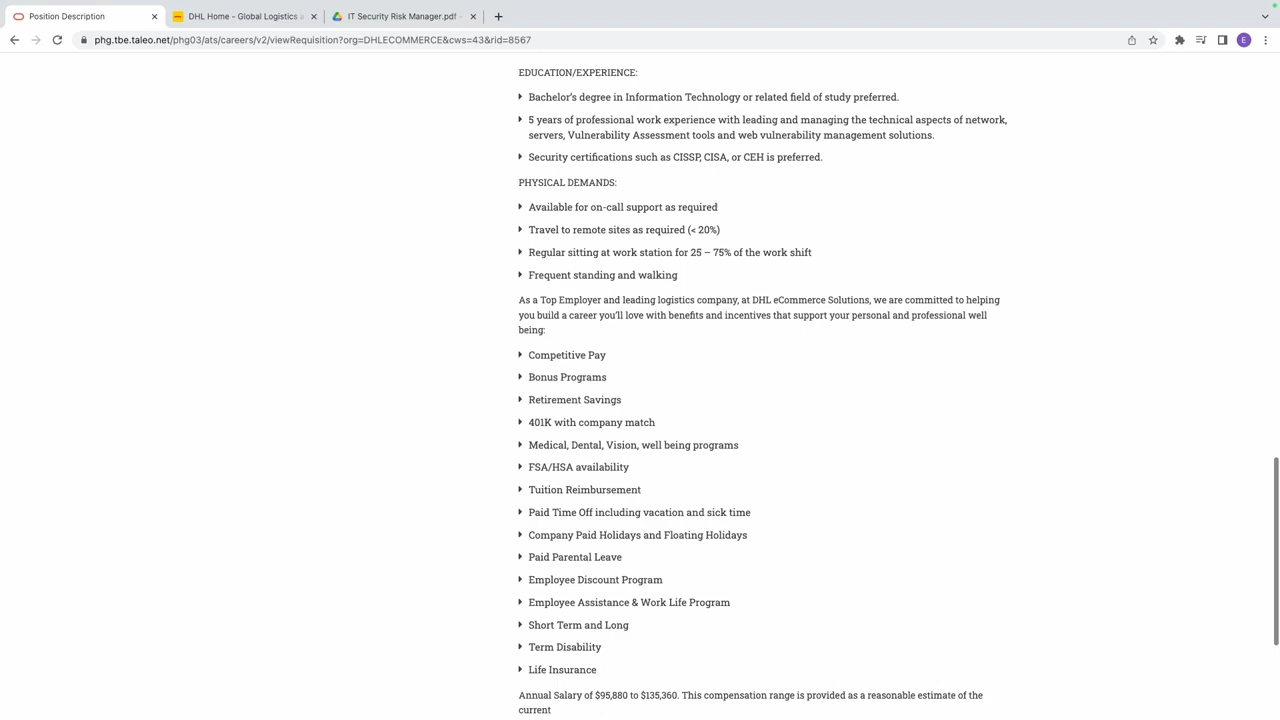 Position Description
DHL Home - Global Logistics
IT Security Risk Manager.pdf -
phg.tbe.taleo.net/phg03/ats/careers/v2/viewRequisition?org=DHLECOMMERCE&cws=43&rid=8567
E
EDUCATION/EXPERIENCE:
Bachelor's degree in Information Technology or related field of study preferred.
5 years of professional work experience with leading and managing the technical aspects of network,
servers, Vulnerability Assessment tools and web vulnerability management solutions.
Security certifications such as CISSP, CISA, or CEH is preferred.
PHYSICAL DEMANDS:
Available for on-call support as required
Travel to remote sites as required (< 20%)
Regular sitting at work station for 25 – 75% of the work shift
Frequent standing and walking
As a Top Employer and leading logistics company, at DHL eCommerce Solutions, we are committed to helping
you build a career you'll love with benefits and incentives that support your personal and professional well
being:
Competitive Pay
Bonus Programs
Retirement Savings
401K with company match
Medical, Dental, Vision, well being programs
FSA/HSA availability
Tuition Reimbursement
Paid Time Off including vacation and sick time
Company Paid Holidays and Floating Holidays
Paid Parental Leave
Employee Discount Program
Employee Assistance & Work Life Program
Short Term and Long
Term Disability
Life Insurance
Annual Salary of $95,880 to $135,360. This compensation range is provided as a reasonable estimate of the
current